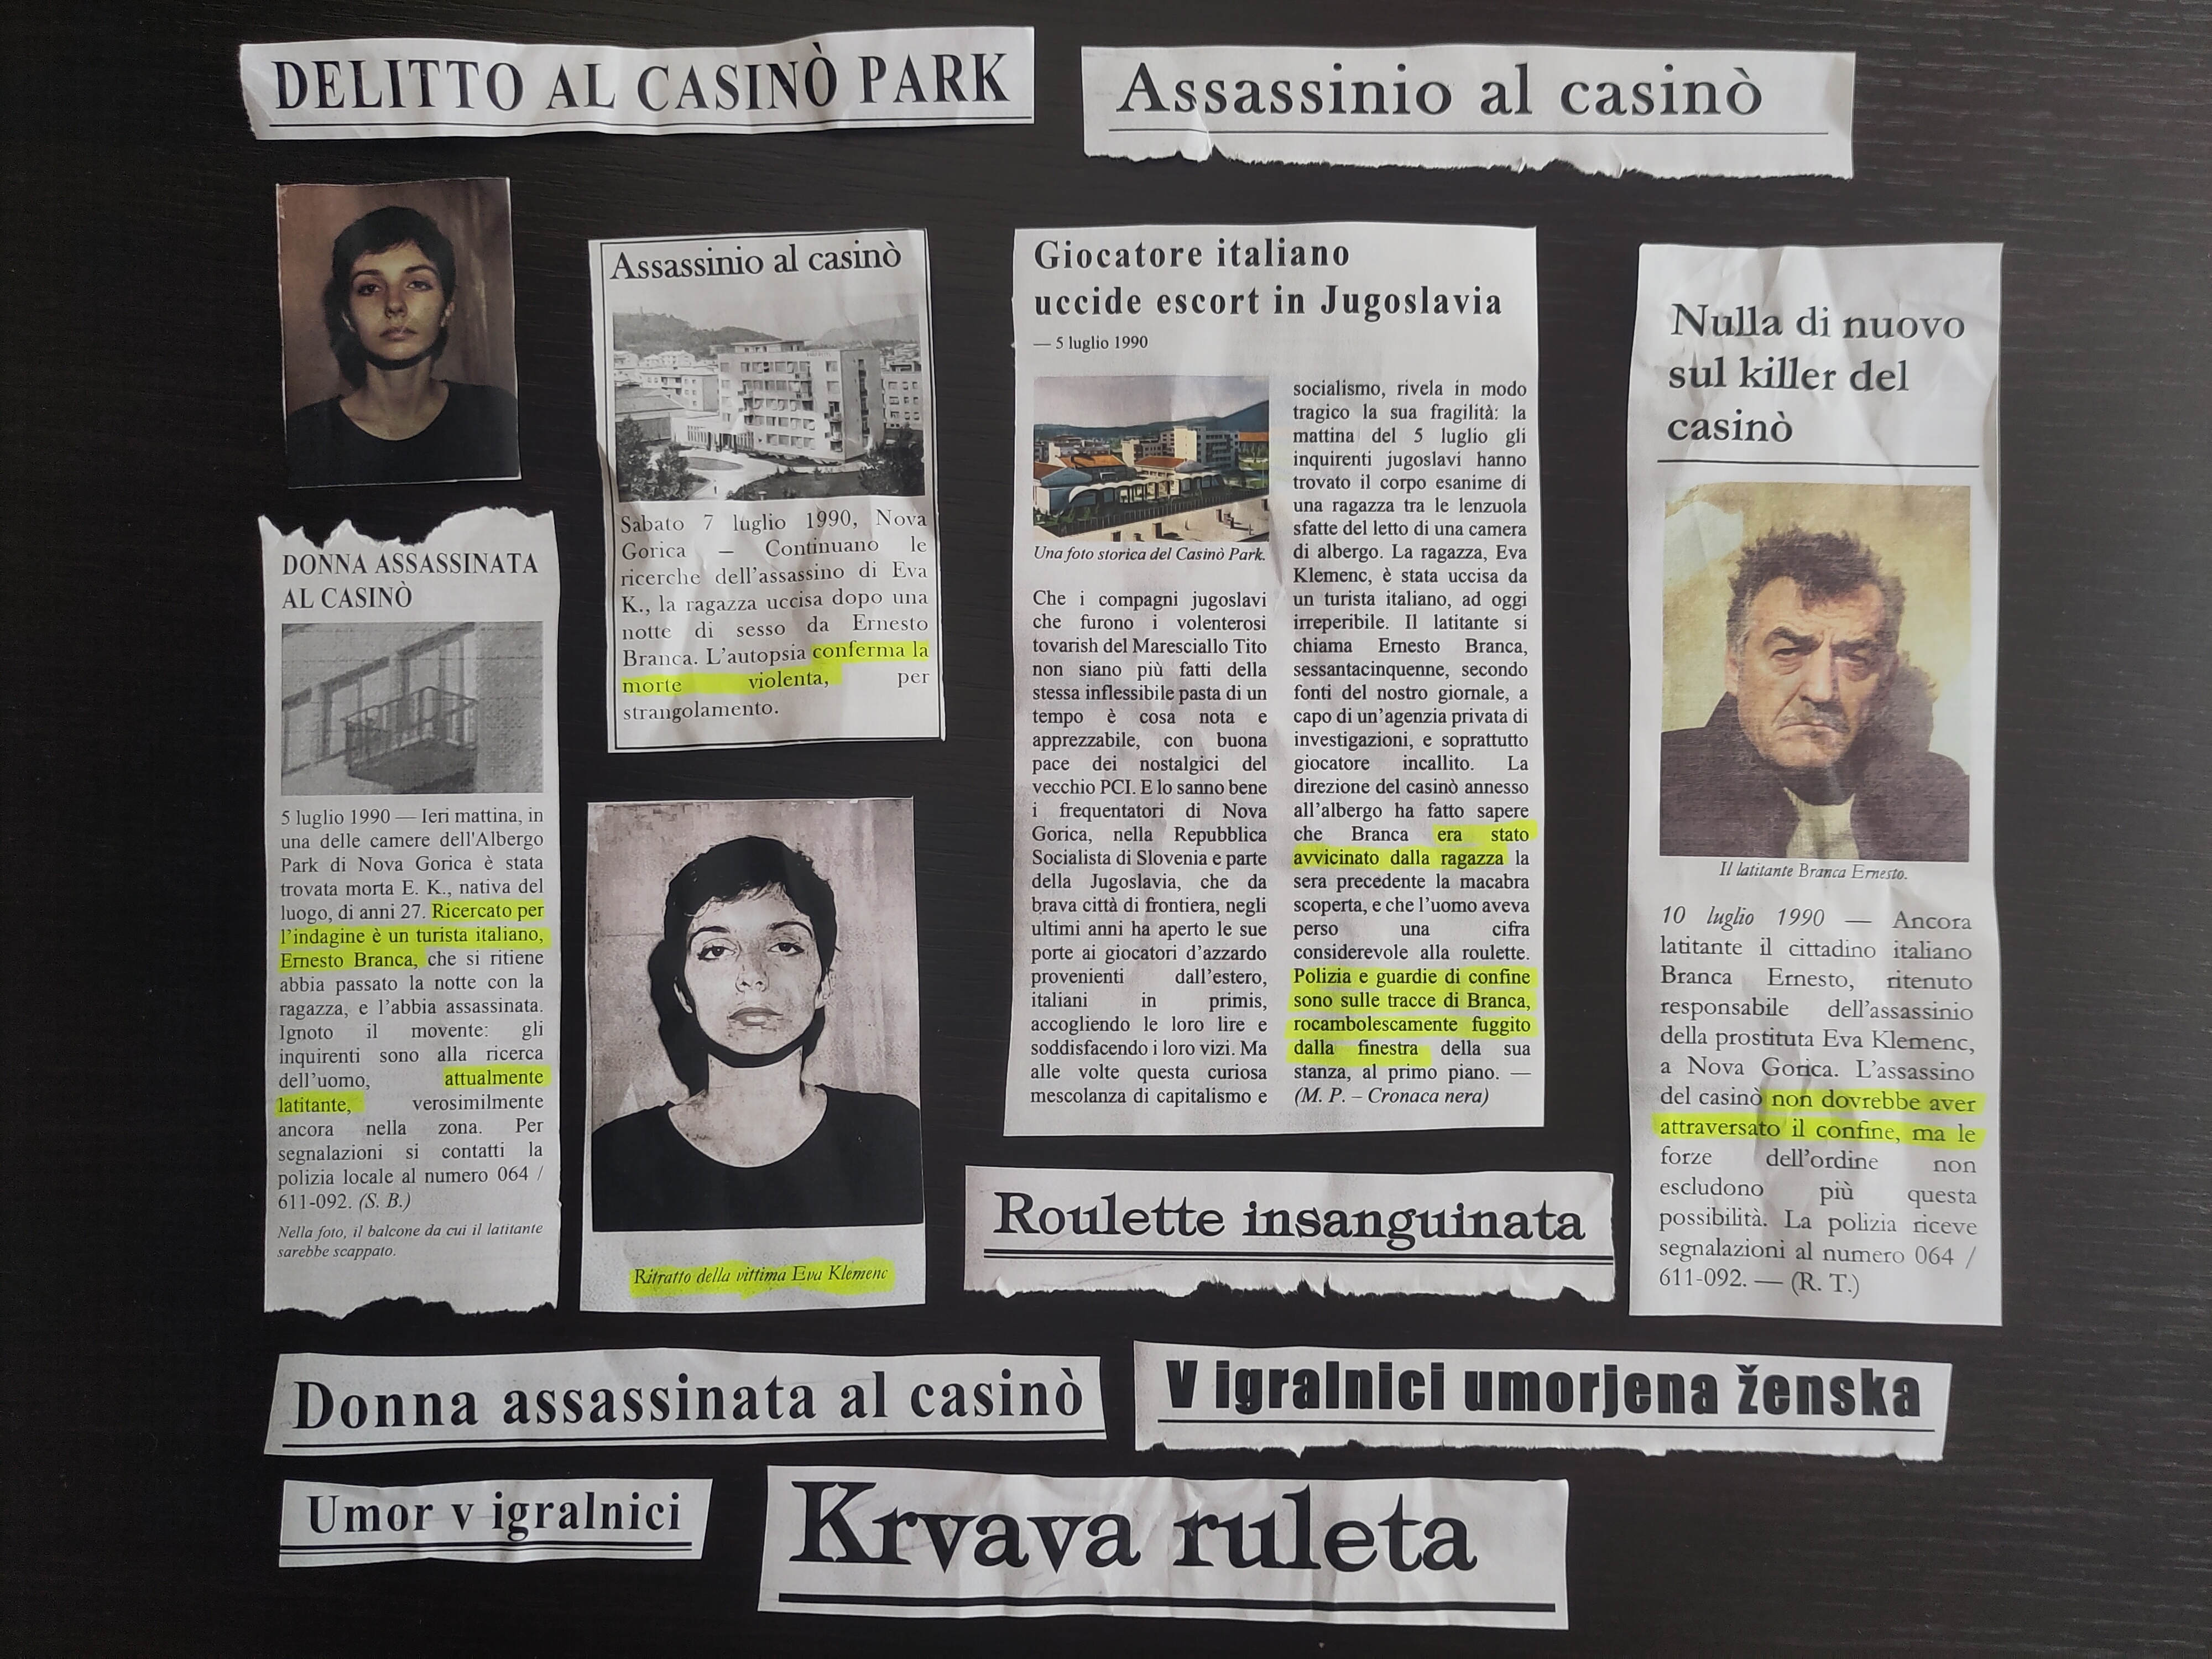 DELITTO AL CASINÒ PARK
Assassinio al casinò
DONNA ASSASSINATA
AL CASINÒ
5 luglio 1990 — Ieri mattina, in
una delle camere dell'Albergo
Park di Nova Gorica è stata
trovata morta E. K., nativa del
luogo, di anni 27. Ricercato per
l’indagine è un turista italiano,
Ernesto Branca, che si ritiene
abbia passato la notte con la
ragazza, e l’abbia assassinata.
Ignoto il movente: gli
inquirenti sono alla ricerca
dell’uomo, attualmente
latitante, verosimilmente
ancora nella zona. Per
segnalazioni si contatti la
polizia locale al numero 064 /
611-092. (S. B.)
Nella foto, il balcone da cui il latitante
sarebbe scappato.
Assassinio al casinò
Sabato 7 luglio 1990, Nova
Gorica – Continuano le
ricerche dell’assassino di Eva
K., la ragazza uccisa dopo una
notte di sesso da Ernesto
Branca. L’autopsia conferma la
morte violenta, per
strangolamento.
Ritratto della vittima Eva Klemenc
Giocatore italiano
uccide escort in Jugoslavia
— 5 luglio 1990
Una foto storica del Casinò Park.
Che i compagni jugoslavi
che furono i volenterosi
tovarish del Maresciallo Tito
non siano più fatti della
stessa inflessibile pasta di un
tempo è cosa nota e
apprezzabile, con buona
pace dei nostalgici del
vecchio PCI. E lo sanno bene
i frequentatori di Nova
Gorica, nella Repubblica
Socialista di Slovenia e parte
della Jugoslavia, che da
brava città di frontiera, negli
ultimi anni ha aperto le sue
porte ai giocatori d’azzardo
provenienti dall’estero,
italiani in primis,
accogliendo le loro lire e
soddisfacendo i loro vizi. Ma
alle volte questa curiosa
mescolanza di capitalismo e
socialismo, rivela in modo
tragico la sua fragilità: la
mattina del 5 luglio gli
inquirenti jugoslavi hanno
trovato il corpo esanime di
una ragazza tra le lenzuola
sfatte del letto di una camera
di albergo. La ragazza, Eva
Klemenc, è stata uccisa da
un turista italiano, ad oggi
irreperibile. Il latitante si
chiama Ernesto Branca,
sessantacinquenne, secondo
fonti del nostro giornale, a
capo di un’agenzia privata di
investigazioni, e soprattutto
giocatore incallito. La
direzione del casinò annesso
all’albergo ha fatto sapere
che Branca era stato
avvicinato dalla ragazza la
sera precedente la macabra
scoperta, e che l’uomo aveva
perso una cifra
considerevole alla roulette.
Polizia e guardie di confine
sono sulle tracce di Branca,
rocambolescamente fuggito
dalla finestra della sua
stanza, al primo piano. —
(M. P. – Cronaca nera)
Nulla di nuovo
sul killer del
casinò
Il latitante Branca Ernesto.
10 luglio 1990 — Ancora
latitante il cittadino italiano
Branca Ernesto, ritenuto
responsabile dell’assassinio
della prostituta Eva Klemenc,
a Nova Gorica. L’assassino
del casinò non dovrebbe aver
attraversato il confine, ma le
forze dell’ordine non
escludono più questa
possibilità. La polizia riceve
segnalazioni al numero 064 /
611-092. — (R. T.)
Roulette insanguinata
Donna assassinata al casinò
V igralnici umorjena ženska
Umor v igralnici
Krvava ruleta